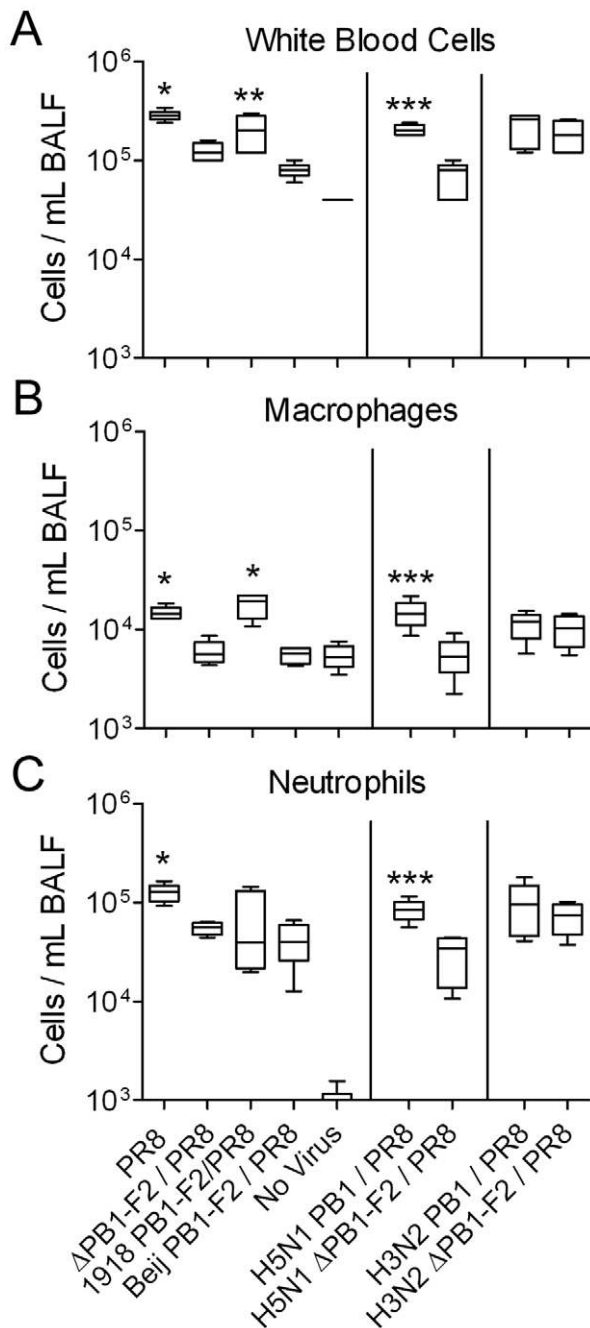 A
White Blood Cells
Cells / mL BALF
10⁶
10⁵
10⁴
10³
* ** ***
B
Macrophages
Cells / mL BALF
10⁶
10⁵
10⁴
10³
* * ***
C
Neutrophils
Cells / mL BALF
10⁶
10⁵
10⁴
10³
* ***
PR8
ΔPB1-F2 / PR8
1918 PB1-F2/PR8
Beij PB1-F2 / PR8
No Virus
H5N1 PB1 / PR8
H5N1 ΔPB1-F2 / PR8
H3N2 PB1 / PR8
H3N2 ΔPB1-F2 / PR8